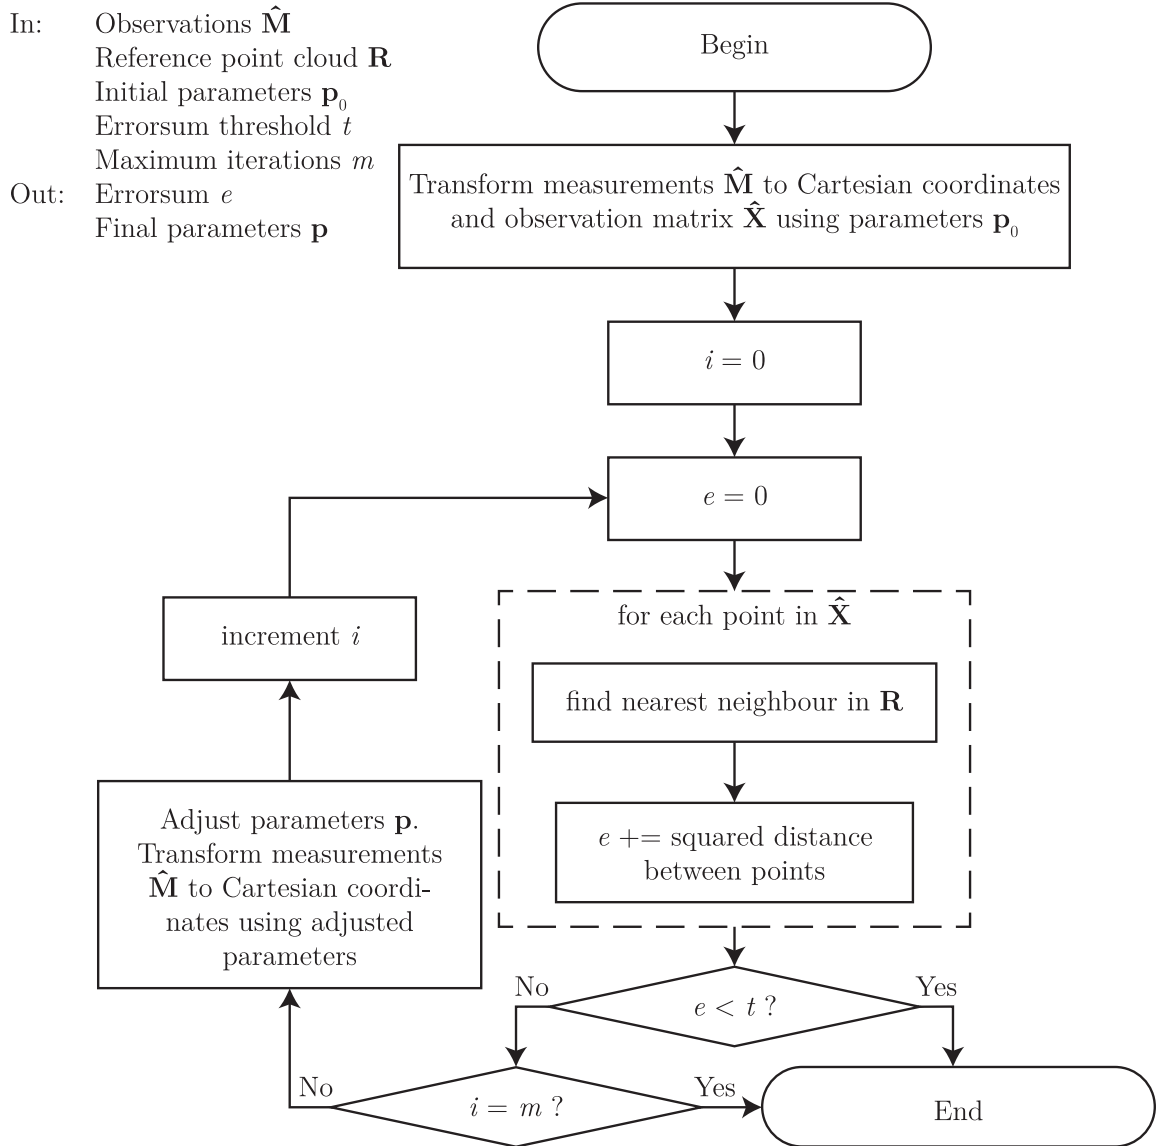 In: Observations M̂
Reference point cloud R
Initial parameters p₀
Errorsum threshold t
Maximum iterations m
Out: Errorsum e
Final parameters p
Begin
Transform measurements M̂ to Cartesian coordinates
and observation matrix X̂ using parameters p₀
i = 0
e = 0
for each point in X̂
find nearest neighbour in R
e += squared distance
between points
increment i
Adjust parameters p.
Transform measurements
M̂ to Cartesian coordi-
nates using adjusted
parameters
e < t ?
No
Yes
i = m ?
No
Yes
End